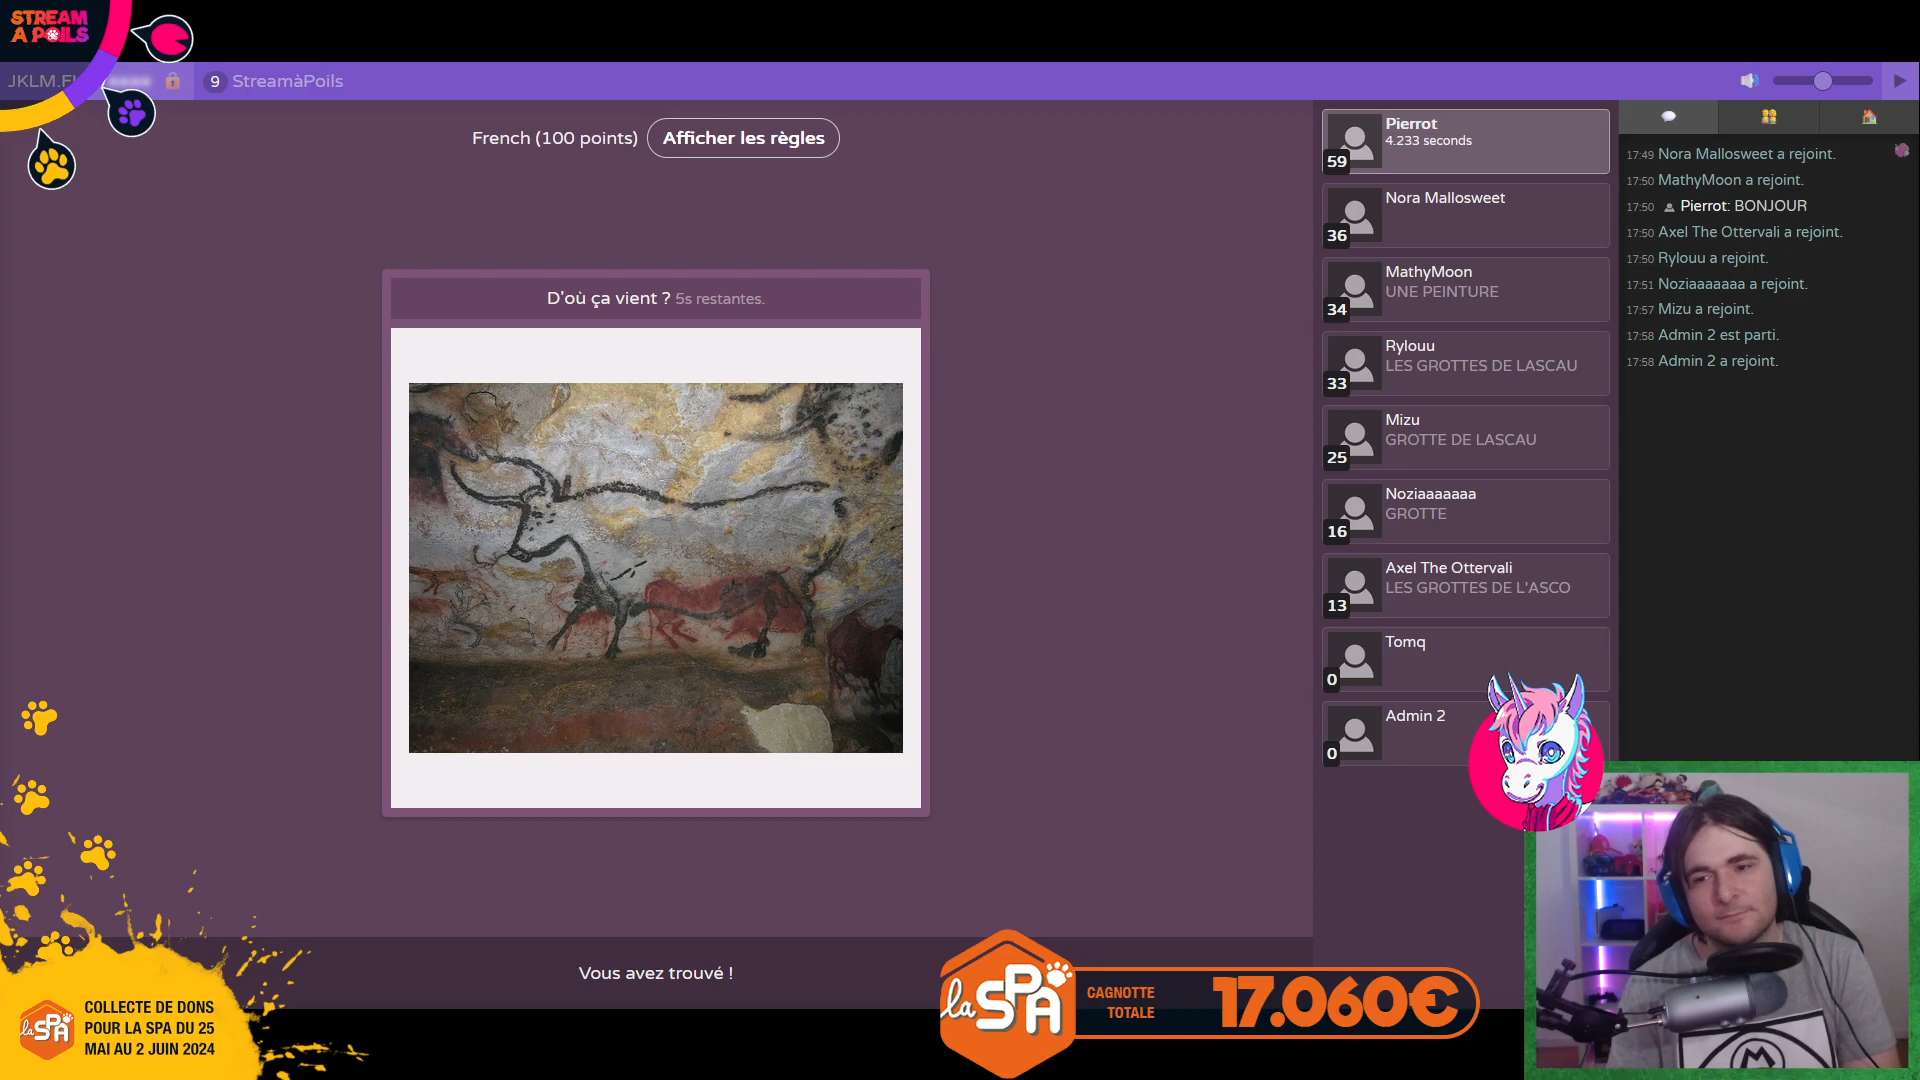 STREAM
A POILS
JKLM.F
9 StreamàPoils
French (100 points) Afficher les règles
D'où ça vient ? 5s restantes.
Pierrot
4.233 seconds
59
Nora Mallosweet
36
MathyMoon
UNE PEINTURE
34
Rylouu
LES GROTTES DE LASCAU
33
Mizu
GROTTE DE LASCAU
25
Noziaaaaaaa
GROTTE
16
Axel The Ottervali
LES GROTTES DE L'ASCO
13
Tomq
0
Admin 2
0
17:49 Nora Mallosweet a rejoint.
17:50 MathyMoon a rejoint.
17:50 Pierrot: BONJOUR
17:50 Axel The Ottervali a rejoint.
17:50 Rylouu a rejoint.
17:51 Noziaaaaaaa a rejoint.
17:57 Mizu a rejoint.
17:58 Admin 2 est parti.
17:58 Admin 2 a rejoint.
Vous avez trouvé !
la SPA
COLLECTE DE DONS
POUR LA SPA DU 25
MAI AU 2 JUIN 2024
la SPA
CAGNOTTE
TOTALE
17.060€
M